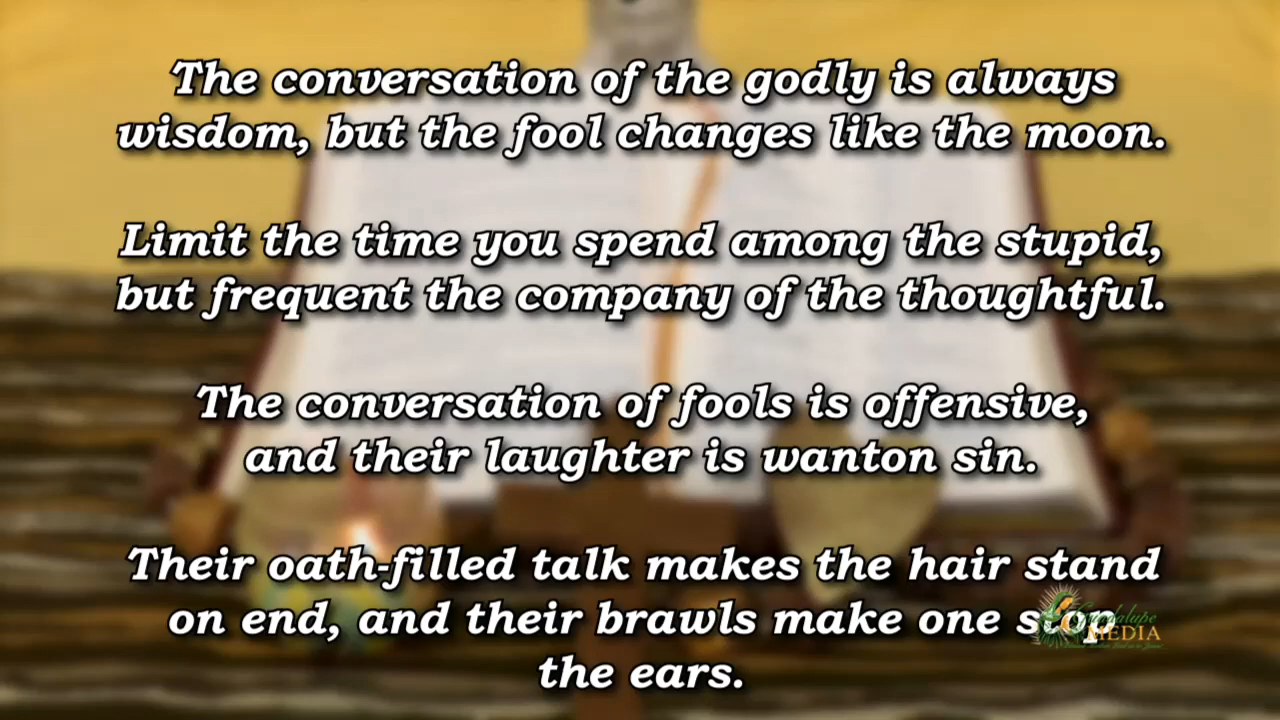 The conversation of the godly is always
wisdom, but the fool changes like the moon.
Limit the time you spend among the stupid,
but frequent the company of the thoughtful.
The conversation of fools is offensive,
and their laughter is wanton sin.
Their oath-filled talk makes the hair stand
on end, and their brawls make one stop
the ears.
Guadalupe
MEDIA